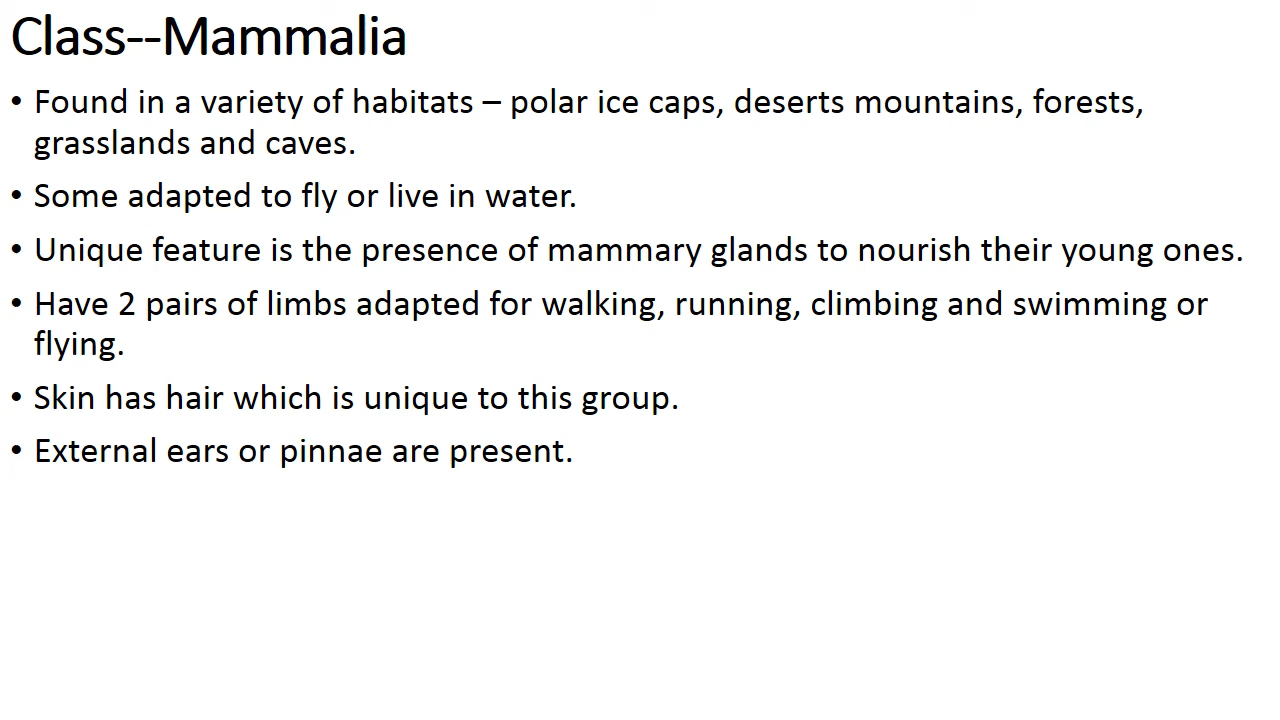 Class--Mammalia
• Found in a variety of habitats – polar ice caps, deserts mountains, forests,
grasslands and caves.
• Some adapted to fly or live in water.
• Unique feature is the presence of mammary glands to nourish their young ones.
• Have 2 pairs of limbs adapted for walking, running, climbing and swimming or
flying.
• Skin has hair which is unique to this group.
• External ears or pinnae are present.